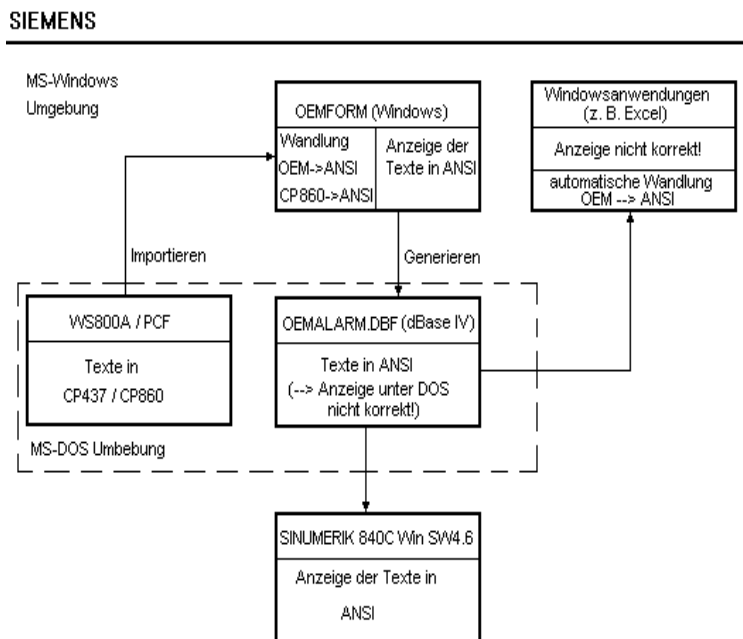 SIEMENS
MS-Windows
Umgebung
OEMFORM (Windows)
Wandlung
OEM->ANSI
CP860->ANSI
Anzeige der
Texte in ANSI
Windowsanwendungen
(z. B. Excel)
Anzeige nicht korrekt!
automatische Wandlung
OEM --> ANSI
Importieren
Generieren
WS800A / PCF
Texte in
CP437 / CP860
OEMALARM.DBF (dBase IV)
Texte in ANSI
(--> Anzeige unter DOS
nicht korrekt!)
MS-DOS Umbebung
SINUMERIK 840C Win SW4.6
Anzeige der Texte in
ANSI